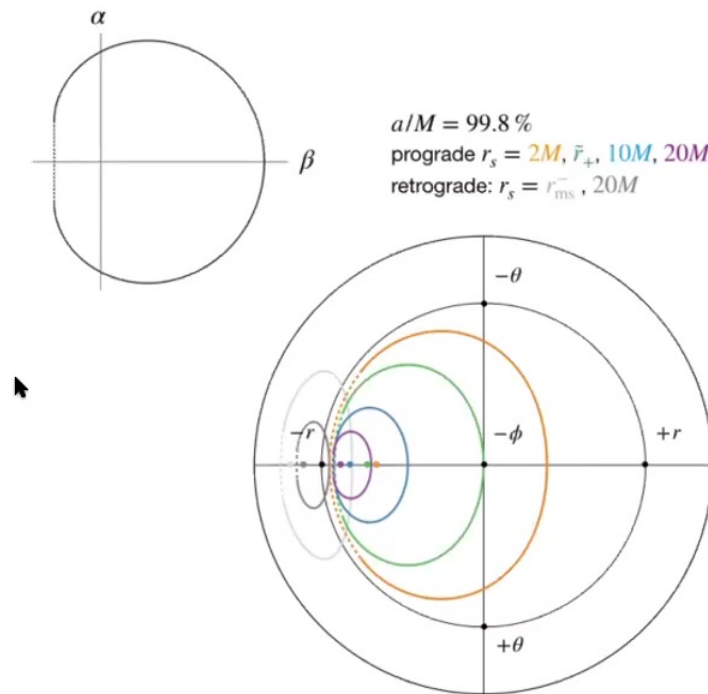 α
β
a/M = 99.8 %
prograde r_s = 2M, r̃_+, 10M, 20M
retrograde: r_s = r_ms^- , 20M
−θ
−r
−ϕ
+r
+θ